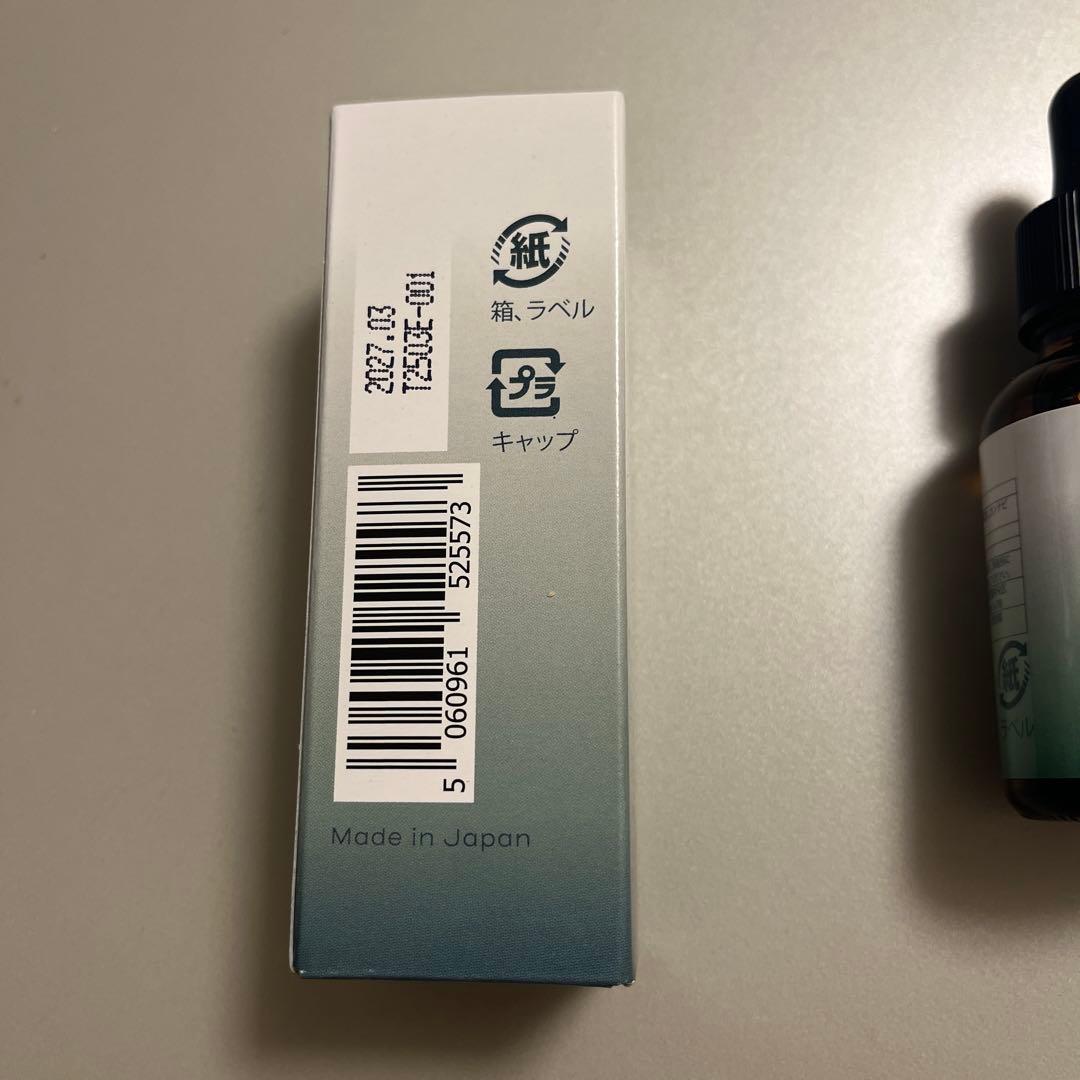 紙
箱、ラベル
プラ
キャップ
2027.03
T2503E-001
5 060961 525573
Made in Japan
紙
ラベル